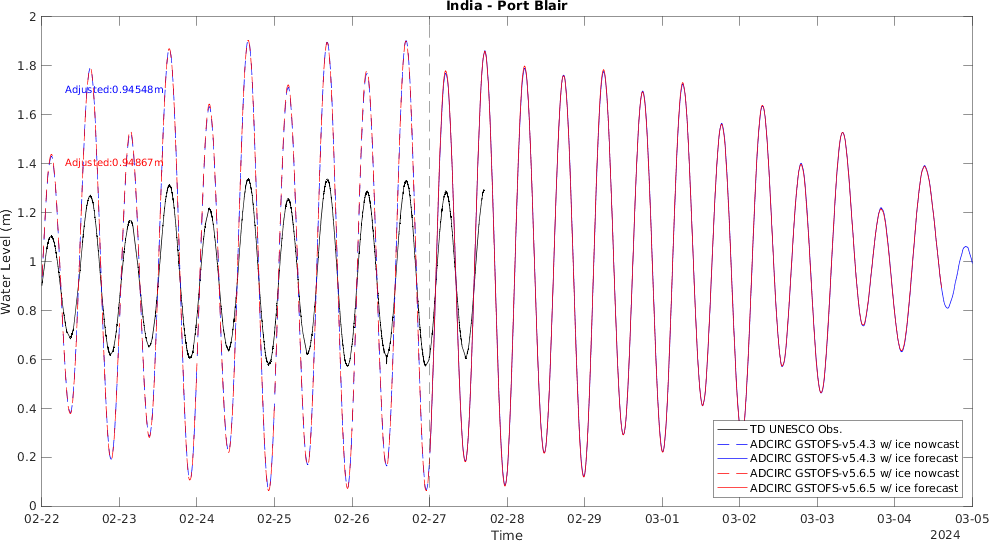 India - Port Blair
2
1.8
1.6
1.4
1.2
1
0.8
0.6
0.4
0.2
0
Water Level (m)
Adjusted:0.94548m
Adjusted:0.94867m
TD UNESCO Obs.
ADCIRC GSTOFS-v5.4.3 w/ ice nowcast
ADCIRC GSTOFS-v5.4.3 w/ ice forecast
ADCIRC GSTOFS-v5.6.5 w/ ice nowcast
ADCIRC GSTOFS-v5.6.5 w/ ice forecast
02-22 02-23 02-24 02-25 02-26 02-27 02-28 02-29 03-01 03-02 03-03 03-04 03-05
Time
2024